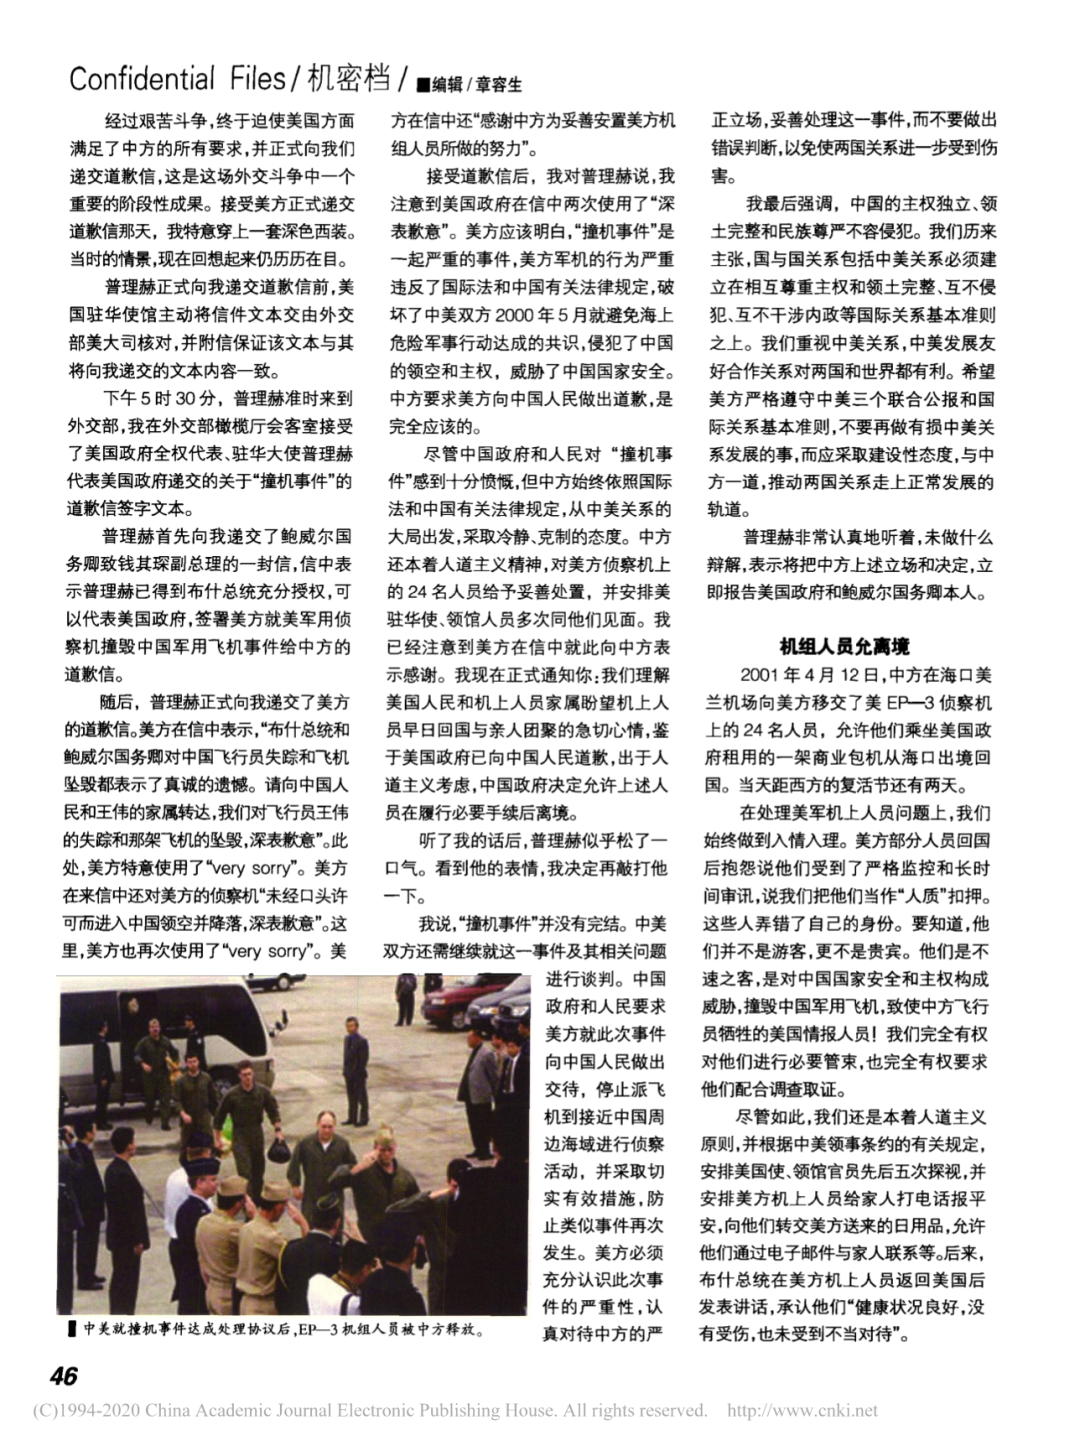 Confidential Files/机密档/■编辑/章容生
经过艰苦斗争,终于迫使美国方面
满足了中方的所有要求,并正式向我们
递交道歉信,这是这场外交斗争中一个
重要的阶段性成果。接受美方正式递交
道歉信那天，我特意穿上一套深色西装。
当时的情景,现在回想起来仍历历在目。
普理赫正式向我递交道歉信前,美
国驻华使馆主动将信件文本交由外交
部美大司核对,并附信保证该文本与其
将向我递交的文本内容一致。
下午5时30分，普理赫准时来到
外交部,我在外交部橄榄厅会客室接受
了美国政府全权代表、驻华大使普理赫
代表美国政府递交的关于“撞机事件”的
道歉信签字文本。
普理赫首先向我递交了鲍威尔国
务卿致钱其琛副总理的一封信,信中表
示普理赫已得到布什总统充分授权,可
以代表美国政府,签署美方就美军用侦
察机撞毁中国军用飞机事件给中方的
道歉信。
随后，普理赫正式向我递交了美方
的道歉信。美方在信中表示,“布什总统和
鲍威尔国务卿对中国飞行员失踪和飞机
坠毁都表示了真诚的遗憾。请向中国人
民和王伟的家属转达,我们对飞行员王伟
的失踪和那架飞机的坠毁,深表歉意”。此
处,美方特意使用了“very sorry”。美方
在来信中还对美方的侦察机“未经口头许
可而进入中国领空并降落,深表歉意”。这
里,美方也再次使用了“very sorry”。美
方在信中还“感谢中方为妥善安置美方机
组人员所做的努力”。
接受道歉信后，我对普理赫说,我
注意到美国政府在信中两次使用了“深
表歉意”。美方应该明白,“撞机事件”是
一起严重的事件,美方军机的行为严重
违反了国际法和中国有关法律规定,破
坏了中美双方2000年5月就避免海上
危险军事行动达成的共识,侵犯了中国
的领空和主权，威胁了中国国家安全。
中方要求美方向中国人民做出道歉,是
完全应该的。
尽管中国政府和人民对“撞机事
件”感到十分愤慨,但中方始终依照国际
法和中国有关法律规定,从中美关系的
大局出发,采取冷静、克制的态度。中方
还本着人道主义精神,对美方侦察机上
的24名人员给予妥善处置，并安排美
驻华使、领馆人员多次同他们见面。我
已经注意到美方在信中就此向中方表
示感谢。我现在正式通知你:我们理解
美国人民和机上人员家属盼望机上人
员早日回国与亲人团聚的急切心情,鉴
于美国政府已向中国人民道歉,出于人
道主义考虑,中国政府决定允许上述人
员在履行必要手续后离境。
听了我的话后,普理赫似乎松了一
口气。看到他的表情,我决定再敲打他
一下。
我说,“撞机事件”并没有完结。中美
双方还需继续就这一事件及其相关问题
进行谈判。中国
政府和人民要求
美方就此次事件
向中国人民做出
交待，停止派飞
机到接近中国周
边海域进行侦察
活动，并采取切
实有效措施,防
止类似事件再次
发生。美方必须
充分认识此次事
件的严重性,认
真对待中方的严
正立场,妥善处理这一事件,而不要做出
错误判断,以免使两国关系进一步受到伤
害。
我最后强调，中国的主权独立、领
土完整和民族尊严不容侵犯。我们历来
主张,国与国关系包括中美关系必须建
立在相互尊重主权和领土完整、互不侵
犯、互不干涉内政等国际关系基本准则
之上。我们重视中美关系,中美发展友
好合作关系对两国和世界都有利。希望
美方严格遵守中美三个联合公报和国
际关系基本准则,不要再做有损中美关
系发展的事,而应采取建设性态度,与中
方一道,推动两国关系走上正常发展的
轨道。
普理赫非常认真地听着,未做什么
辩解,表示将把中方上述立场和决定,立
即报告美国政府和鲍威尔国务卿本人。
机组人员允离境
2001年4月12日,中方在海口美
兰机场向美方移交了美EP—3侦察机
上的24名人员，允许他们乘坐美国政
府租用的一架商业包机从海口出境回
国。当天距西方的复活节还有两天。
在处理美军机上人员问题上,我们
始终做到入情入理。美方部分人员回国
后抱怨说他们受到了严格监控和长时
间审讯,说我们把他们当作“人质”扣押。
这些人弄错了自己的身份。要知道,他
们并不是游客,更不是贵宾。他们是不
速之客,是对中国国家安全和主权构成
威胁,撞毁中国军用飞机,致使中方飞行
员牺牲的美国情报人员！我们完全有权
对他们进行必要管束,也完全有权要求
他们配合调查取证。
尽管如此,我们还是本着人道主义
原则,并根据中美领事条约的有关规定,
安排美国使、领馆官员先后五次探视,并
安排美方机上人员给家人打电话报平
安,向他们转交美方送来的日用品,允许
他们通过电子邮件与家人联系等。后来,
布什总统在美方机上人员返回美国后
发表讲话,承认他们“健康状况良好,没
有受伤,也未受到不当对待”。
中美就撞机事件达成处理协议后,EP—3机组人员被中方释放。
46
(C)1994-2020 China Academic Journal Electronic Publishing House. All rights reserved. http://www.cnki.net